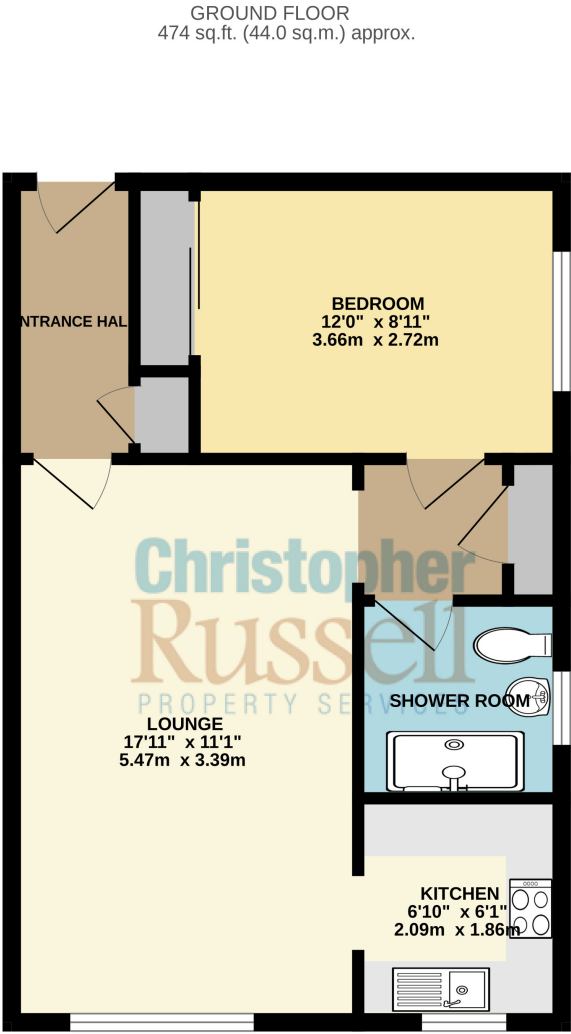 GROUND FLOOR
474 sq.ft. (44.0 sq.m.) approx.
NTRANCE HAL
BEDROOM
12'0" x 8'11"
3.66m x 2.72m
Christopher
Russell
PROPERTY SERVICES
SHOWER ROOM
LOUNGE
17'11" x 11'1"
5.47m x 3.39m
KITCHEN
6'10" x 6'1"
2.09m x 1.86m